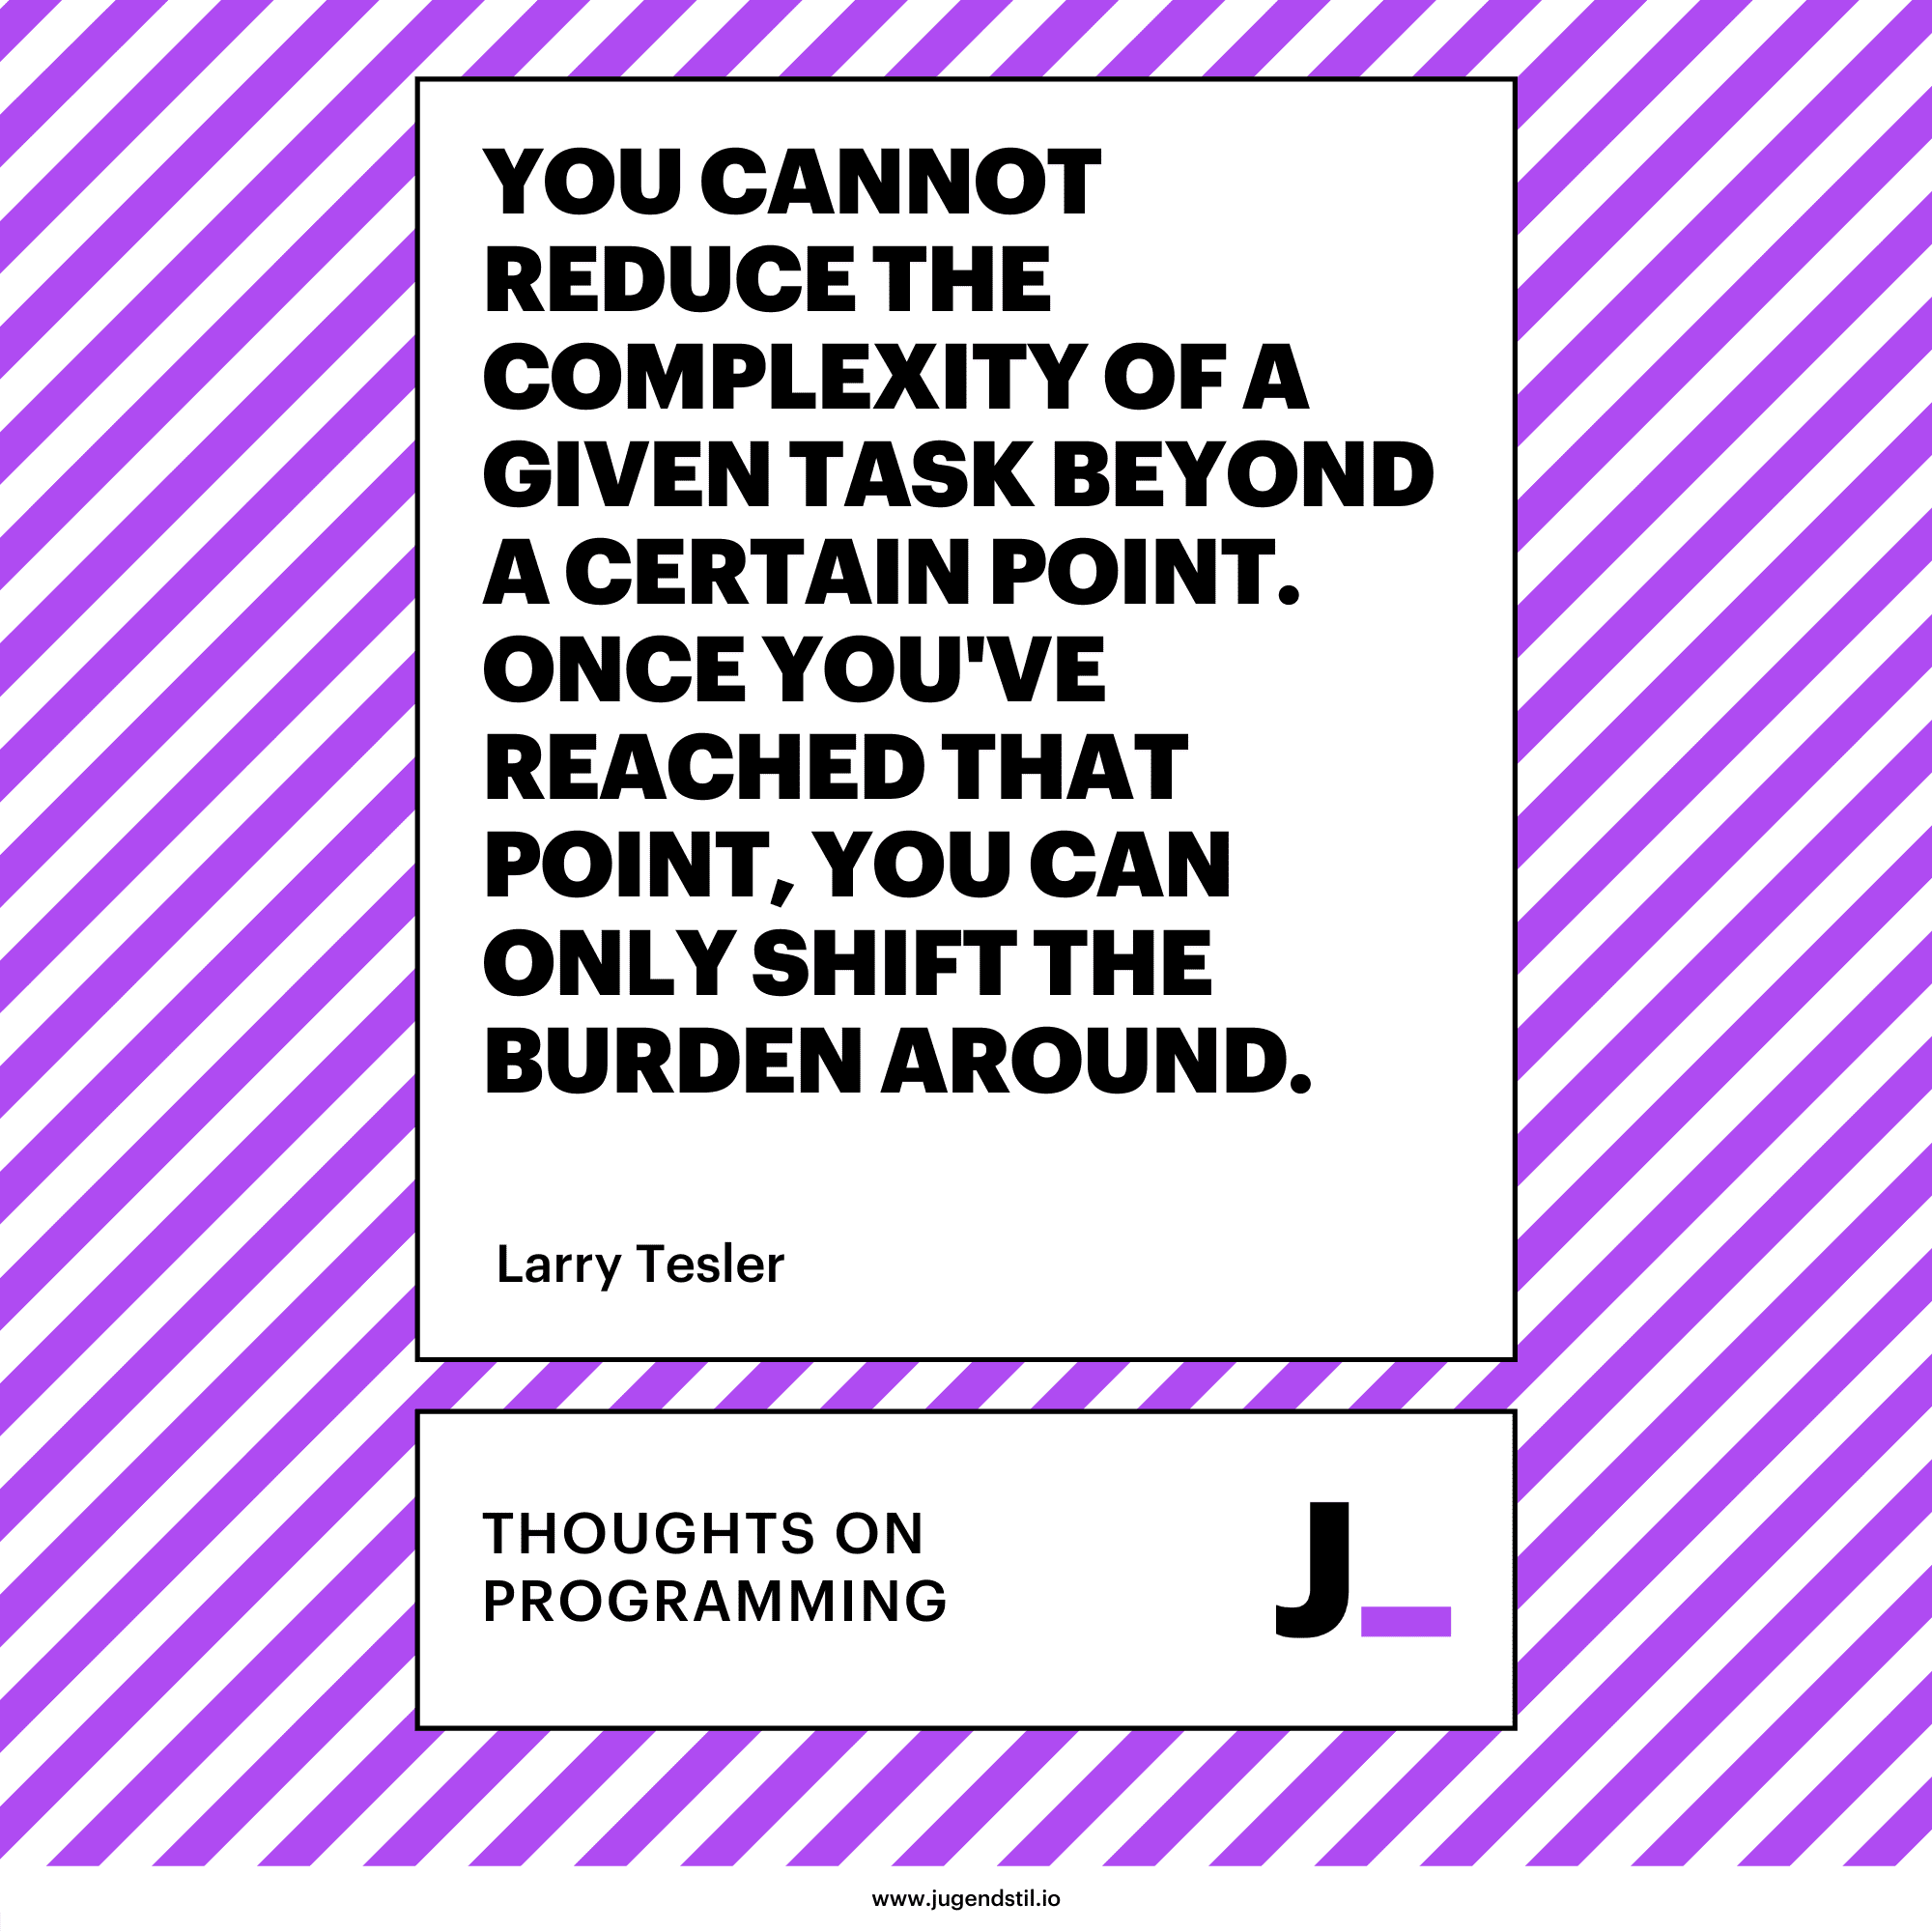 YOU CANNOT
REDUCE THE
COMPLEXITY OF A
GIVEN TASK BEYOND
A CERTAIN POINT.
ONCE YOU'VE
REACHED THAT
POINT, YOU CAN
ONLY SHIFT THE
BURDEN AROUND.
Larry Tesler
THOUGHTS ON
PROGRAMMING
J_
www.jugendstil.io